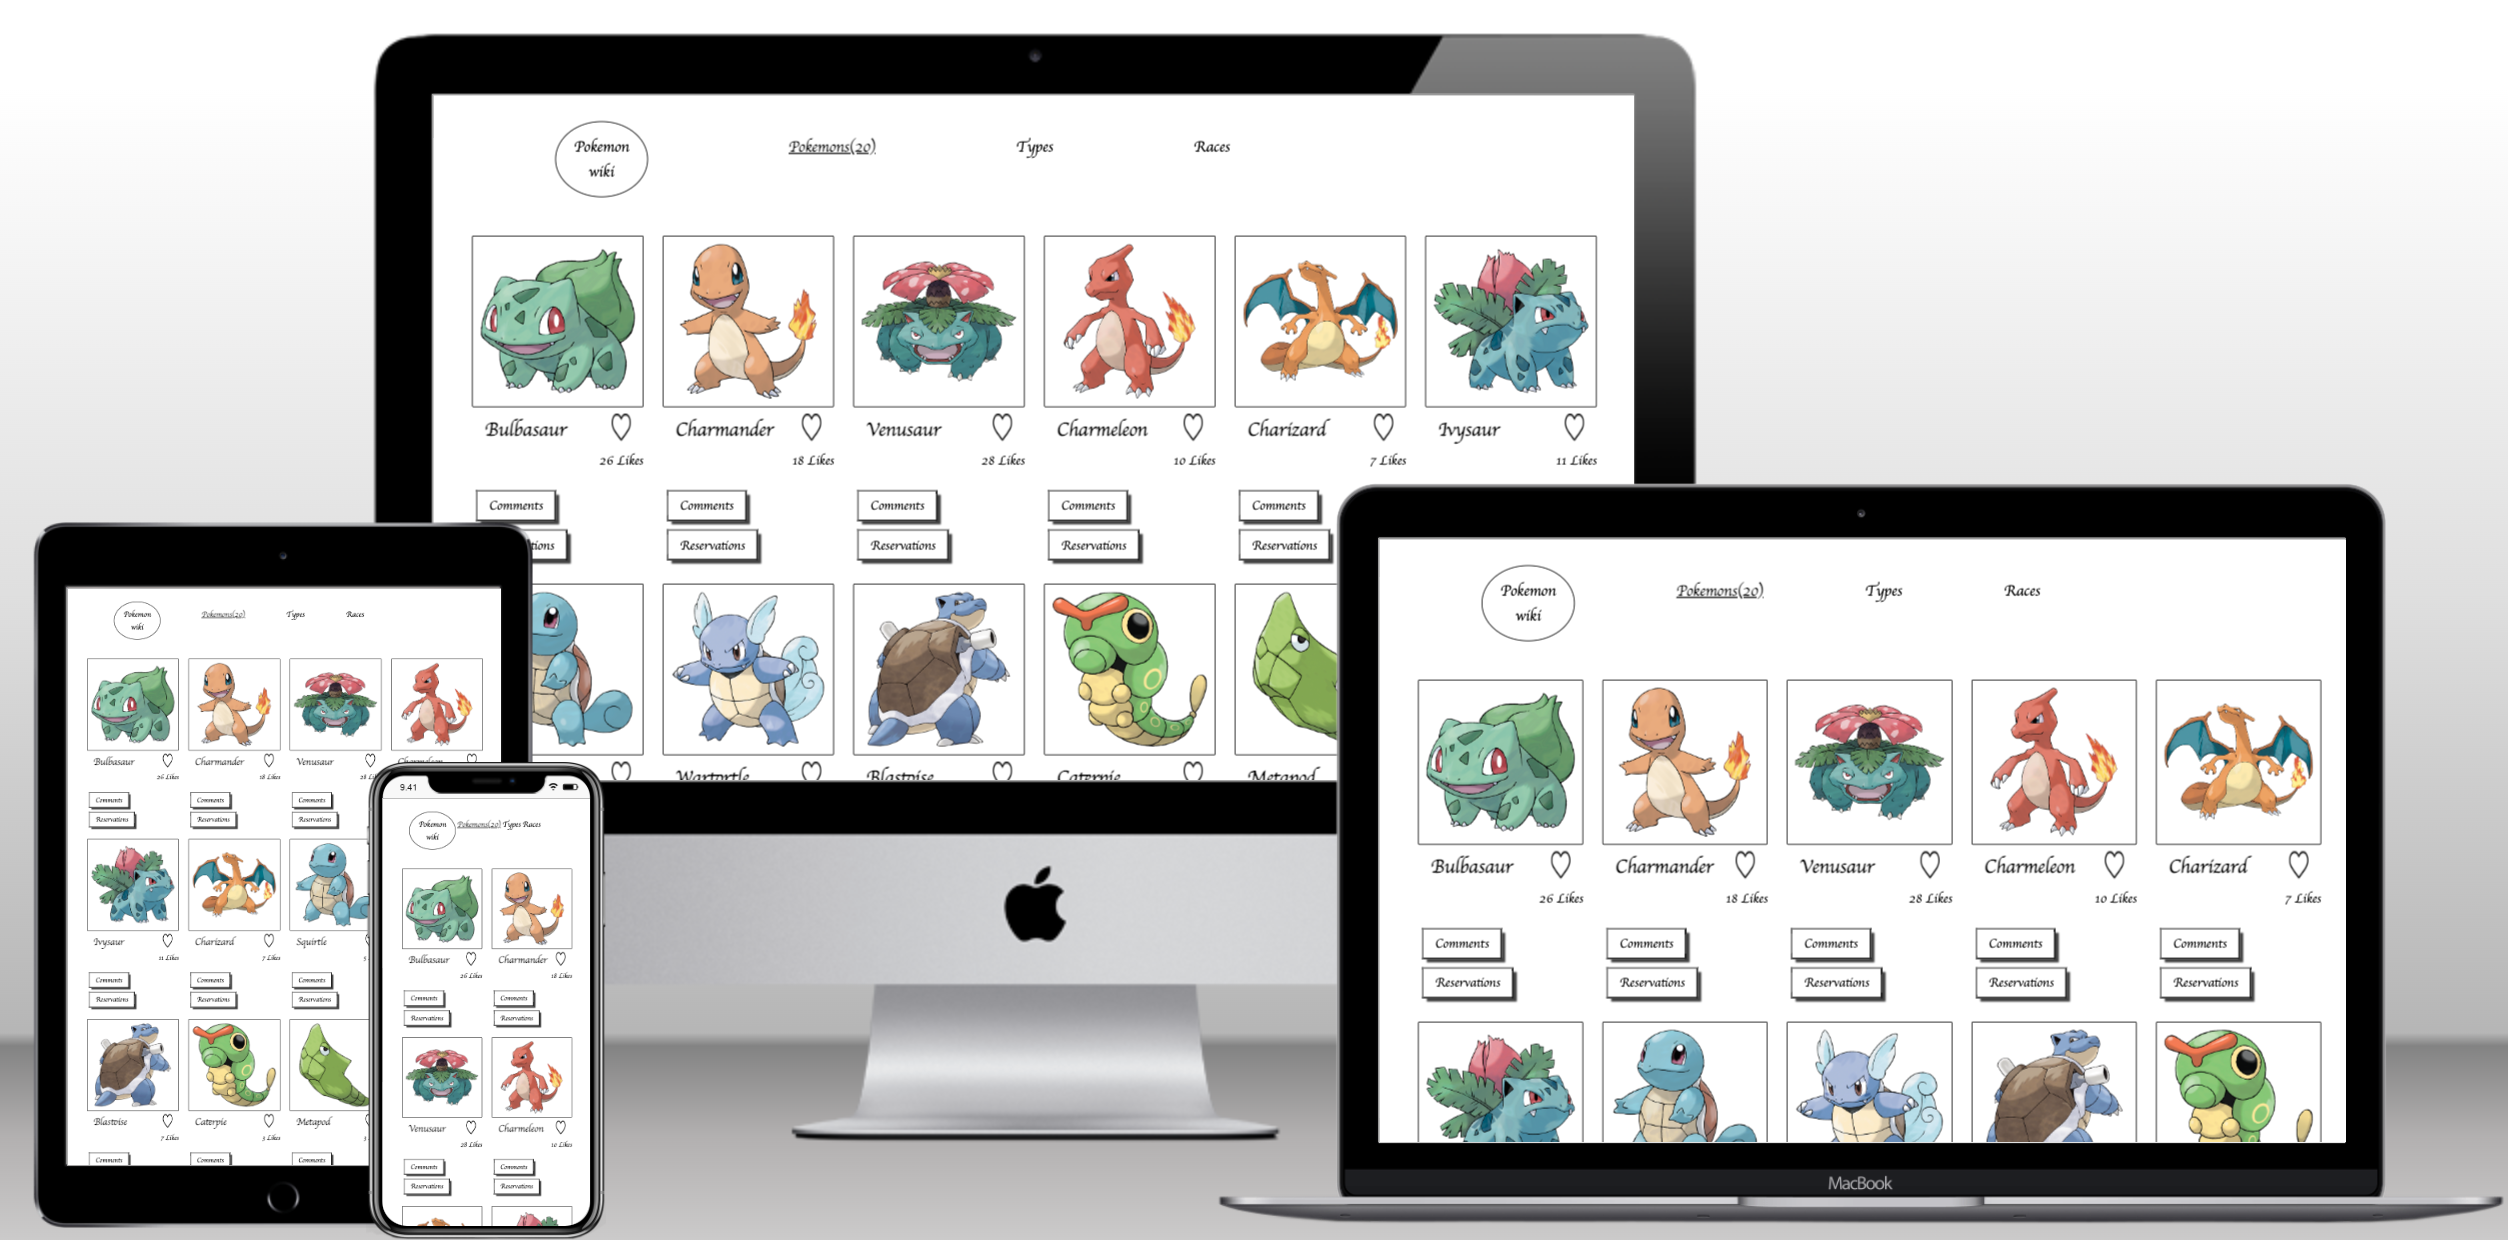 Pokemon
wiki
Pokemons(20)
Types
Races
Bulbasaur
Charmander
Venusaur
Charmeleon
Charizard
Ivysaur
26 Likes
18 Likes
28 Likes
10 Likes
7 Likes
11 Likes
Comments
Comments
Comments
Comments
Comments
Reservations
Reservations
Reservations
Reservations
Wartortle
Blastoise
Caterpie
Metapod
Pokemon
wiki
Pokemons(20)
Types
Races
Bulbasaur
Charmander
Venusaur
26 Likes
18 Likes
Comments
Comments
Comments
Reservations
Reservations
Reservations
Ivysaur
Charizard
Squirtle
11 Likes
7 Likes
Comments
Comments
Comments
Reservations
Reservations
Reservations
Blastoise
Caterpie
Metapod
7 Likes
3 Likes
Comments
Comments
Comments
9.41
Pokemon
wiki
Pokemons(20) Types Races
Bulbasaur
Charmander
26 Likes
18 Likes
Comments
Comments
Reservations
Reservations
Venusaur
Charmeleon
28 Likes
10 Likes
Comments
Comments
Reservations
Reservations
Pokemon
wiki
Pokemons(20)
Types
Races
Bulbasaur
Charmander
Venusaur
Charmeleon
Charizard
26 Likes
18 Likes
28 Likes
10 Likes
7 Likes
Comments
Comments
Comments
Comments
Comments
Reservations
Reservations
Reservations
Reservations
Reservations
MacBook